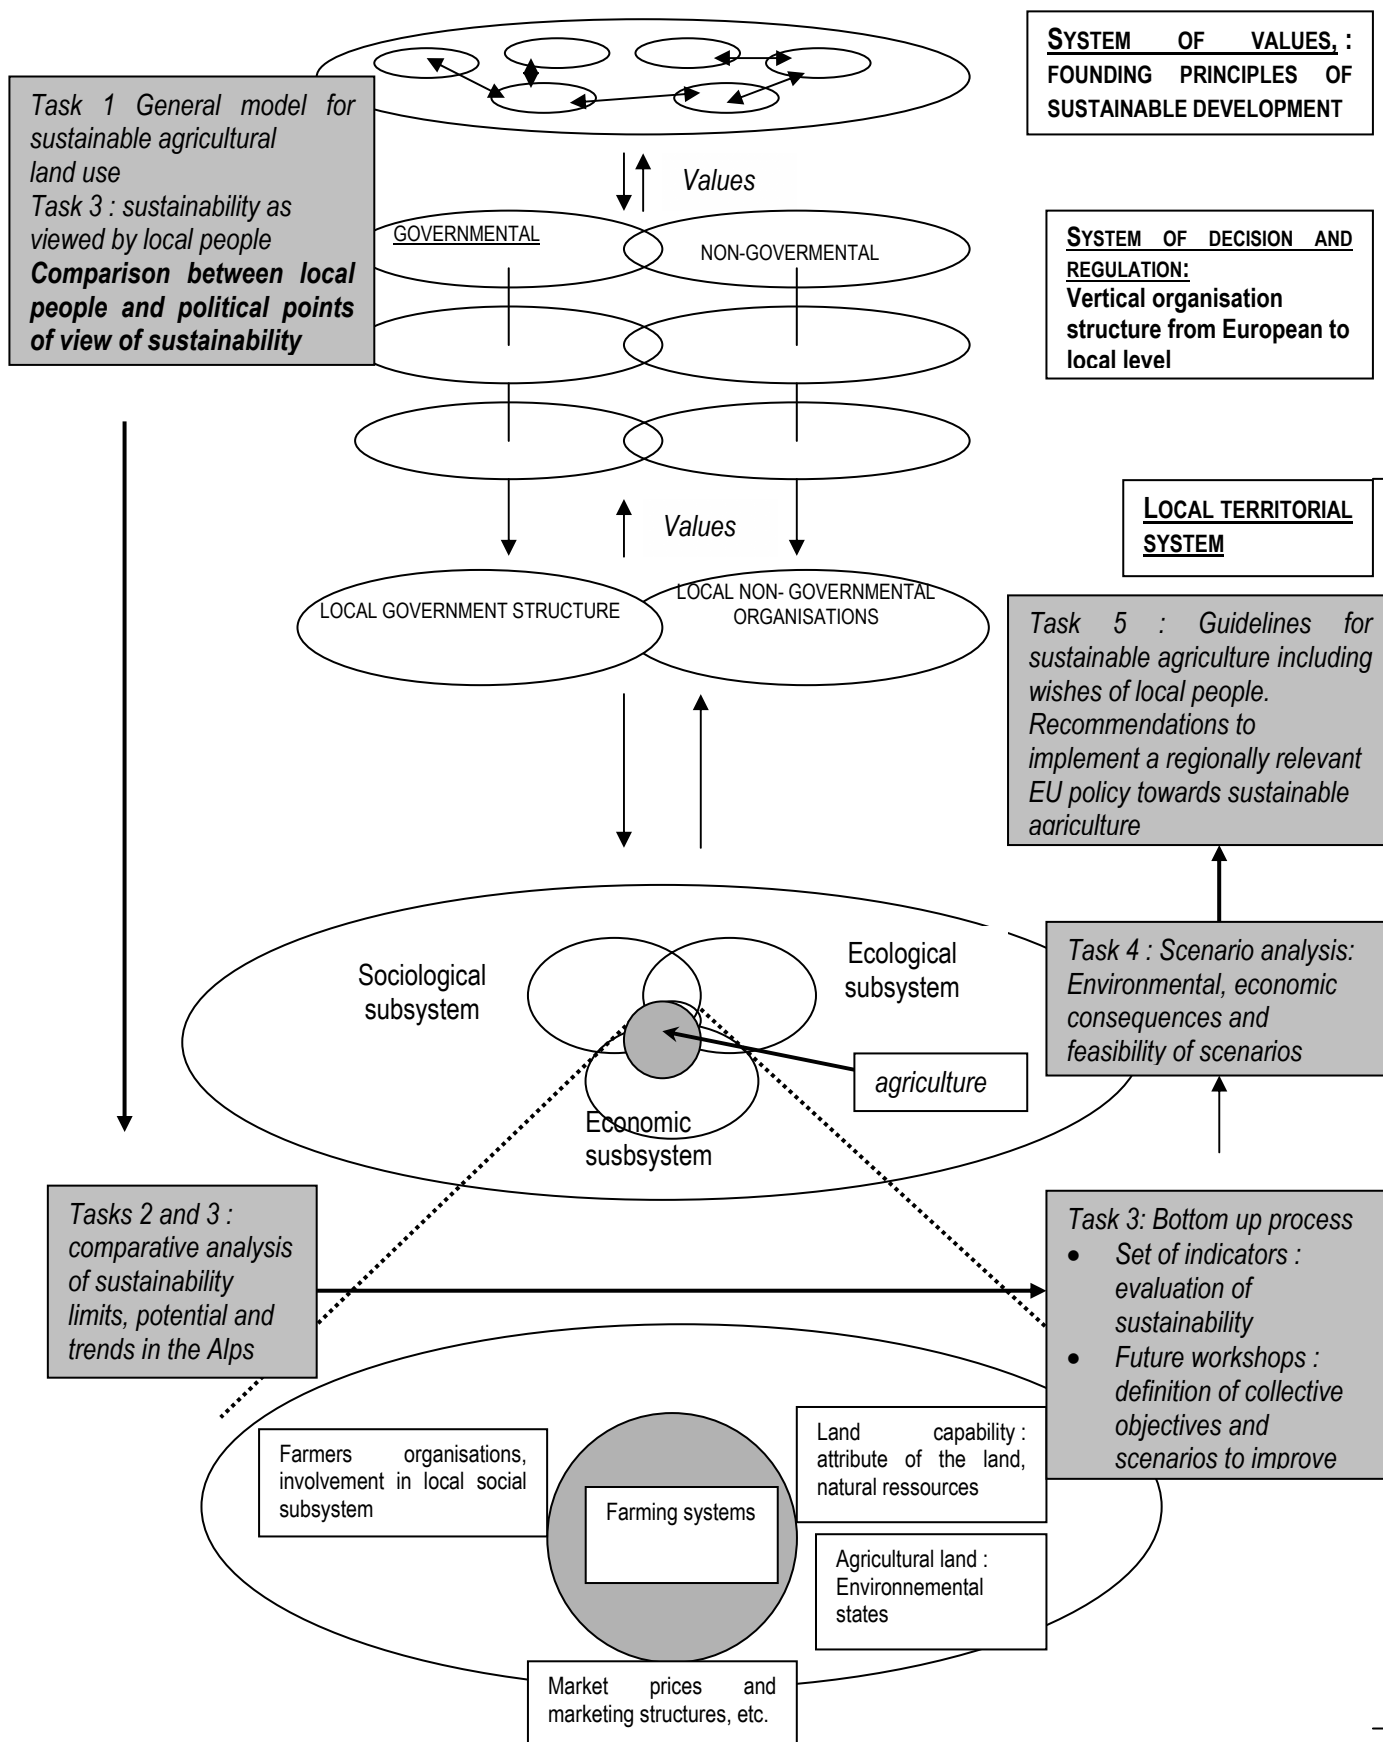 SYSTEM OF VALUES, :
FOUNDING PRINCIPLES OF
SUSTAINABLE DEVELOPMENT
Task 1 General model for
sustainable agricultural
land use
Task 3 : sustainability as
viewed by local people
Comparison between local
people and political points
of view of sustainability
Values
GOVERNMENTAL
NON-GOVERMENTAL
SYSTEM OF DECISION AND
REGULATION:
Vertical organisation
structure from European to
local level
Values
LOCAL TERRITORIAL
SYSTEM
LOCAL GOVERNMENT STRUCTURE
LOCAL NON- GOVERNMENTAL
ORGANISATIONS
Task 5 : Guidelines for
sustainable agriculture including
wishes of local people.
Recommendations to
implement a regionally relevant
EU policy towards sustainable
agriculture
Sociological
subsystem
Ecological
subsystem
Task 4 : Scenario analysis:
Environmental, economic
consequences and
feasibility of scenarios
agriculture
Economic
susbsystem
Tasks 2 and 3 :
comparative analysis
of sustainability
limits, potential and
trends in the Alps
Task 3: Bottom up process
• Set of indicators :
evaluation of
sustainability
• Future workshops :
definition of collective
objectives and
scenarios to improve
Farmers organisations,
involvement in local social
subsystem
Land capability :
attribute of the land,
natural ressources
Farming systems
Agricultural land :
Environnemental
states
Market prices and
marketing structures, etc.